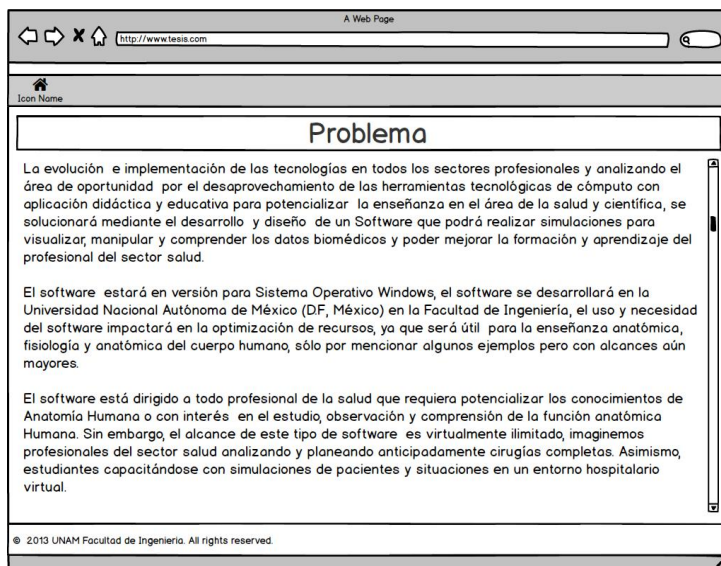 A Web Page
http://www.tesis.com
Icon Name
Problema
La evolución e implementación de las tecnologías en todos los sectores profesionales y analizando el
área de oportunidad por el desaprovechamiento de las herramientas tecnológicas de cómputo con
aplicación didáctica y educativa para potencializar la enseñanza en el área de la salud y científica, se
solucionará mediante el desarrollo y diseño de un Software que podrá realizar simulaciones para
visualizar, manipular y comprender los datos biomédicos y poder mejorar la formación y aprendizaje del
profesional del sector salud.
El software estará en versión para Sistema Operativo Windows, el software se desarrollará en la
Universidad Nacional Autónoma de México (D.F, México) en la Facultad de Ingeniería, el uso y necesidad
del software impactará en la optimización de recursos, ya que será útil para la enseñanza anatómica,
fisiología y anatómica del cuerpo humano, sólo por mencionar algunos ejemplos pero con alcances aún
mayores.
El software está dirigido a todo profesional de la salud que requiera potencializar los conocimientos de
Anatomía Humana o con interés en el estudio, observación y comprensión de la función anatómica
Humana. Sin embargo, el alcance de este tipo de software es virtualmente ilimitado, imaginemos
profesionales del sector salud analizando y planeando anticipadamente cirugías completas. Asimismo,
estudiantes capacitándose con simulaciones de pacientes y situaciones en un entorno hospitalario
virtual.
© 2013 UNAM Facultad de Ingenieria. All rights reserved.